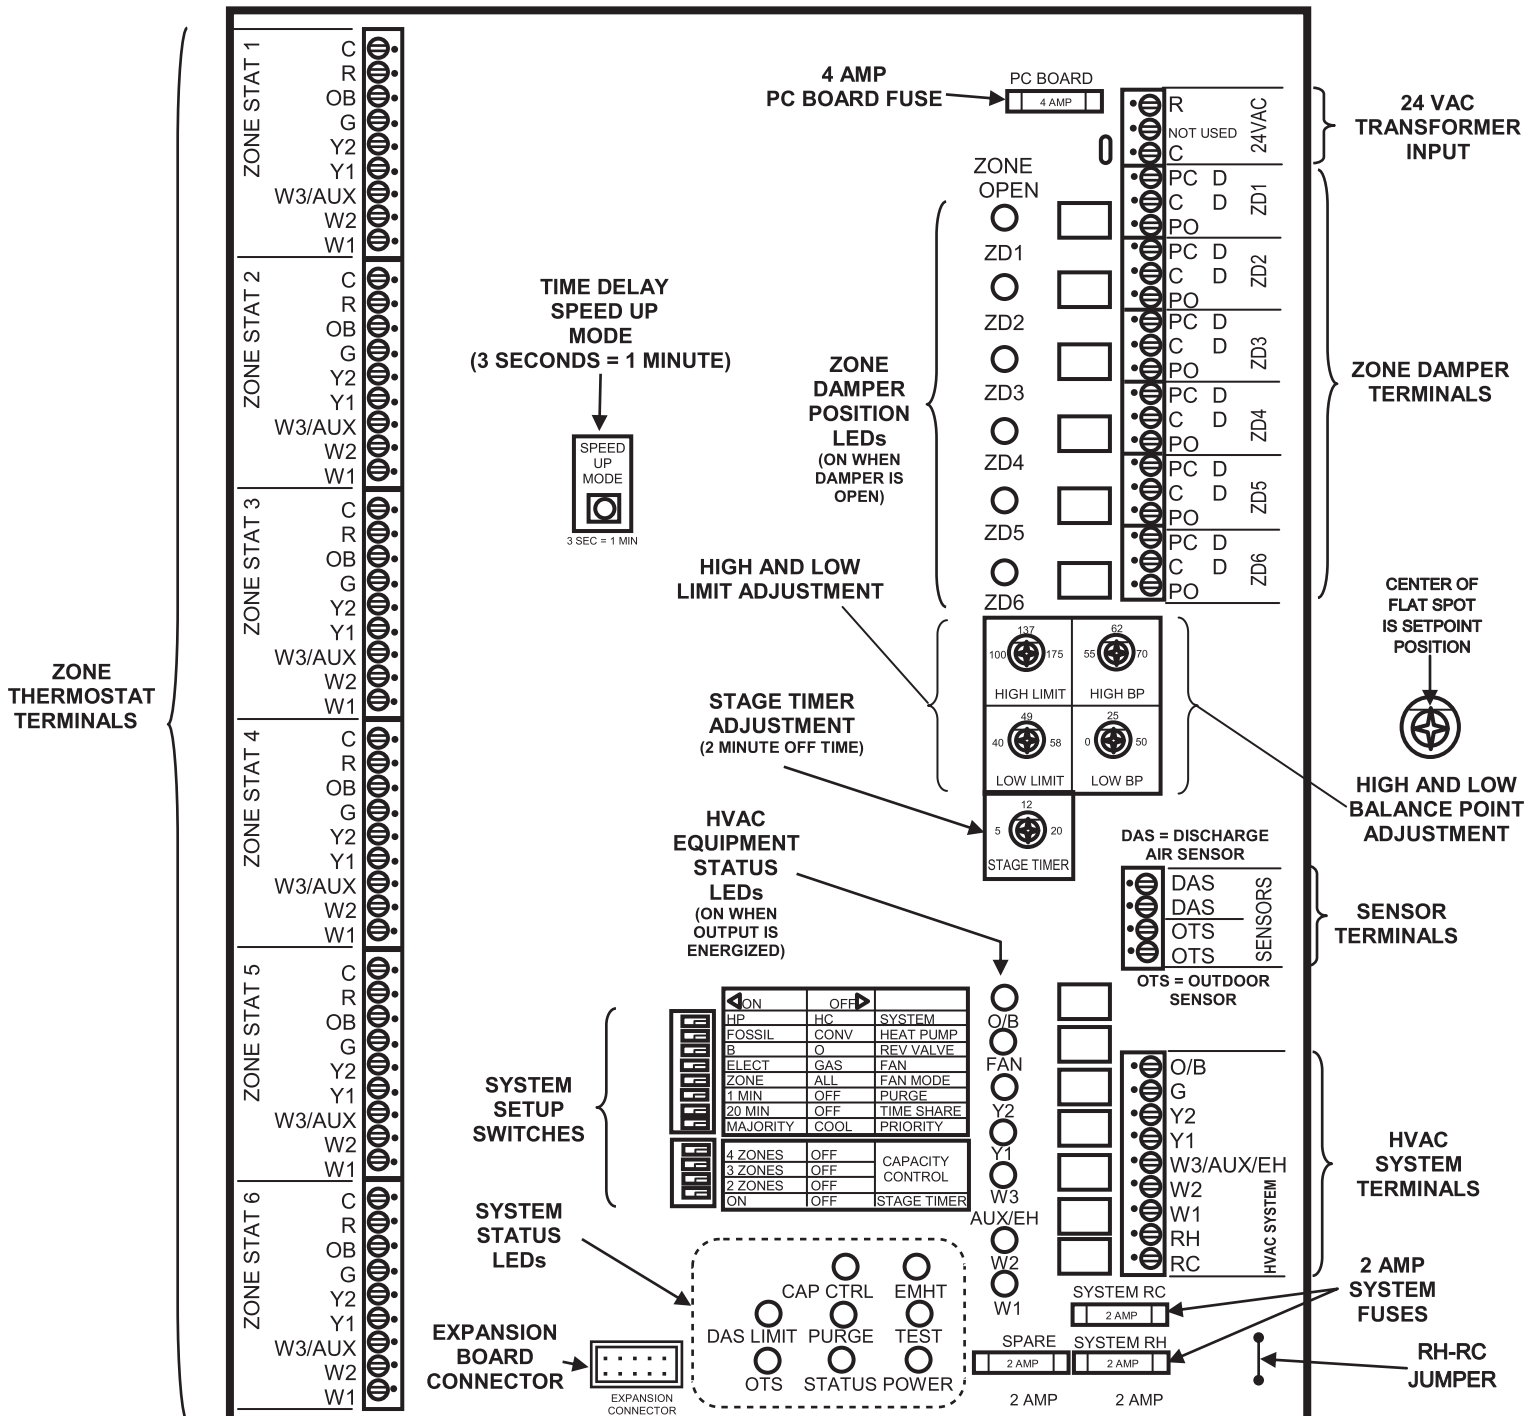 ZONE
THERMOSTAT
TERMINALS
ZONE STAT 1
C
R
OB
G
Y2
Y1
W3/AUX
W2
W1
ZONE STAT 2
C
R
OB
G
Y2
Y1
W3/AUX
W2
W1
ZONE STAT 3
C
R
OB
G
Y2
Y1
W3/AUX
W2
W1
ZONE STAT 4
C
R
OB
G
Y2
Y1
W3/AUX
W2
W1
ZONE STAT 5
C
R
OB
G
Y2
Y1
W3/AUX
W2
W1
ZONE STAT 6
C
R
OB
G
Y2
Y1
W3/AUX
W2
W1
TIME DELAY
SPEED UP
MODE
(3 SECONDS = 1 MINUTE)
SPEED
UP
MODE
3 SEC = 1 MIN
4 AMP
PC BOARD FUSE
PC BOARD
4 AMP
R
NOT USED
C
24VAC
24 VAC
TRANSFORMER
INPUT
ZONE
OPEN
ZD1
ZD2
ZD3
ZD4
ZD5
ZD6
ZONE
DAMPER
POSITION
LEDs
(ON WHEN
DAMPER IS
OPEN)
PC D
C D
PO
ZD1
PC D
C D
PO
ZD2
PC D
C D
PO
ZD3
PC D
C D
PO
ZD4
PC D
C D
PO
ZD5
PC D
C D
PO
ZD6
ZONE DAMPER
TERMINALS
HIGH AND LOW
LIMIT ADJUSTMENT
137
100 175
HIGH LIMIT
62
55 70
HIGH BP
49
40 58
LOW LIMIT
25
0 50
LOW BP
CENTER OF
FLAT SPOT
IS SETPOINT
POSITION
HIGH AND LOW
BALANCE POINT
ADJUSTMENT
STAGE TIMER
ADJUSTMENT
(2 MINUTE OFF TIME)
12
5 20
STAGE TIMER
DAS = DISCHARGE
AIR SENSOR
DAS
DAS
OTS
OTS
SENSORS
OTS = OUTDOOR
SENSOR
SENSOR
TERMINALS
HVAC
EQUIPMENT
STATUS
LEDs
(ON WHEN
OUTPUT IS
ENERGIZED)
O/B
FAN
Y2
Y1
W3
AUX/EH
W2
W1
SYSTEM
SETUP
SWITCHES
ON OFF
HP HC SYSTEM
FOSSIL CONV HEAT PUMP
B O REV VALVE
ELECT GAS FAN
ZONE ALL FAN MODE
1 MIN OFF PURGE
20 MIN OFF TIME SHARE
MAJORITY COOL PRIORITY
4 ZONES OFF
3 ZONES OFF
2 ZONES OFF
CAPACITY
CONTROL
ON OFF STAGE TIMER
O/B
G
Y2
Y1
W3/AUX/EH
W2
W1
RH
RC
HVAC SYSTEM
HVAC
SYSTEM
TERMINALS
SYSTEM
STATUS
LEDs
CAP CTRL EMHT
DAS LIMIT PURGE TEST
OTS STATUS POWER
EXPANSION
BOARD
CONNECTOR
EXPANSION
CONNECTOR
SYSTEM RC
2 AMP
SPARE
2 AMP
2 AMP
SYSTEM RH
2 AMP
2 AMP
2 AMP
SYSTEM
FUSES
RH-RC
JUMPER